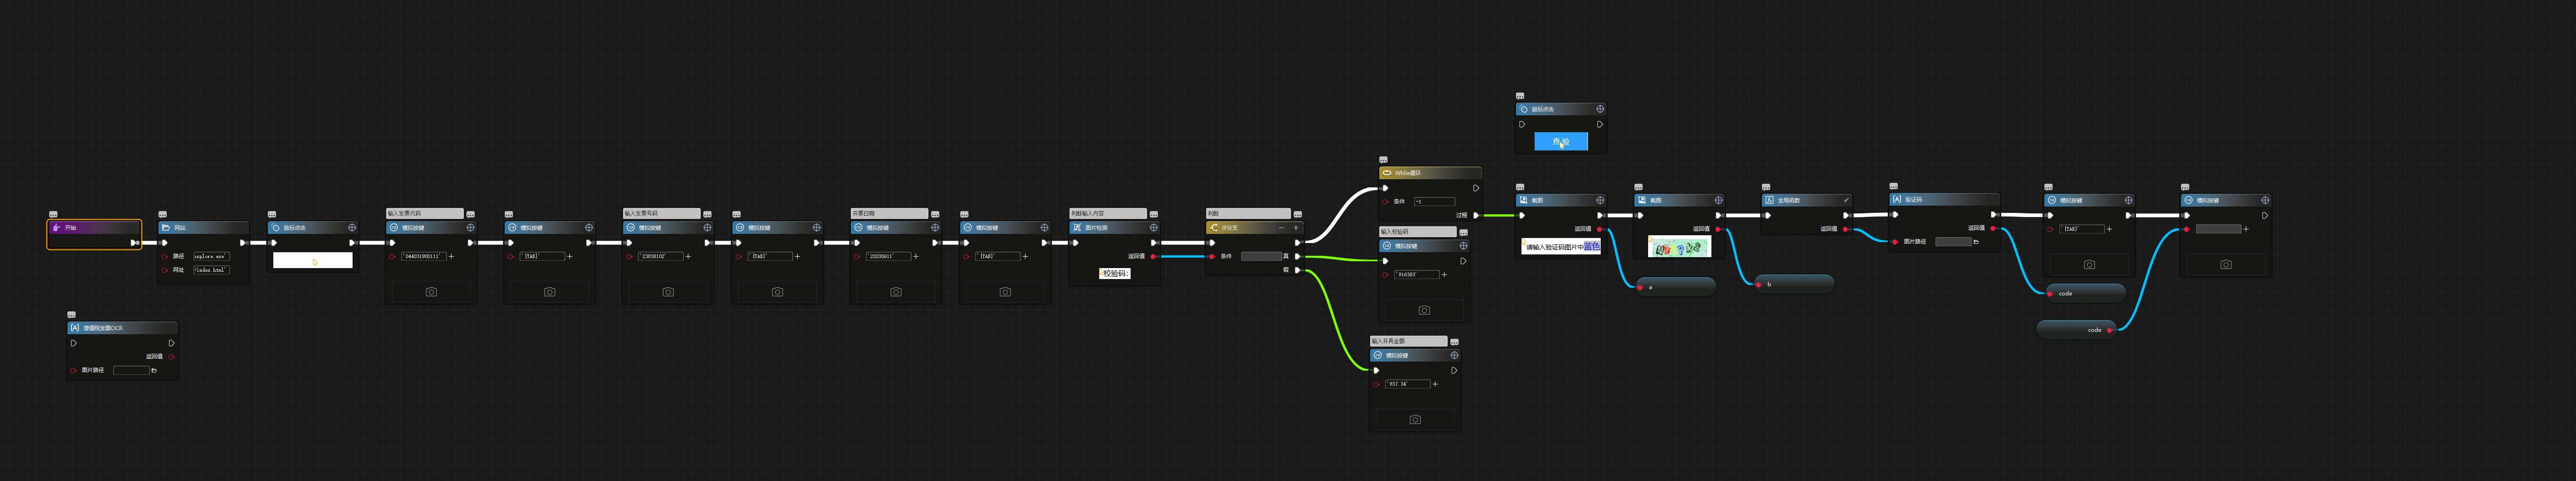 开始
网站
路径
explore.exe'
网址
/index.html'
鼠标点击
输入发票代码
模拟按键
'044031900111'
模拟按键
'{TAB}'
输入发票号码
模拟按键
'23030102'
模拟按键
'{TAB}'
开票日期
模拟按键
'20200611'
模拟按键
'{TAB}'
判断输入内容
图片检测
返回值
校验码:
判断
IF分支
条件
真
假
While循环
条件
-1
过程
输入校验码
模拟按键
'916383'
输入开具金额
模拟按键
'937.34'
鼠标点击
查验
截图
返回值
请输入验证码图片中蓝色
截图
返回值
a
b
全局函数
返回值
验证码
返回值
图片路径
模拟按键
'{TAB}'
code
code
模拟按键
增值税发票OCR
返回值
图片路径